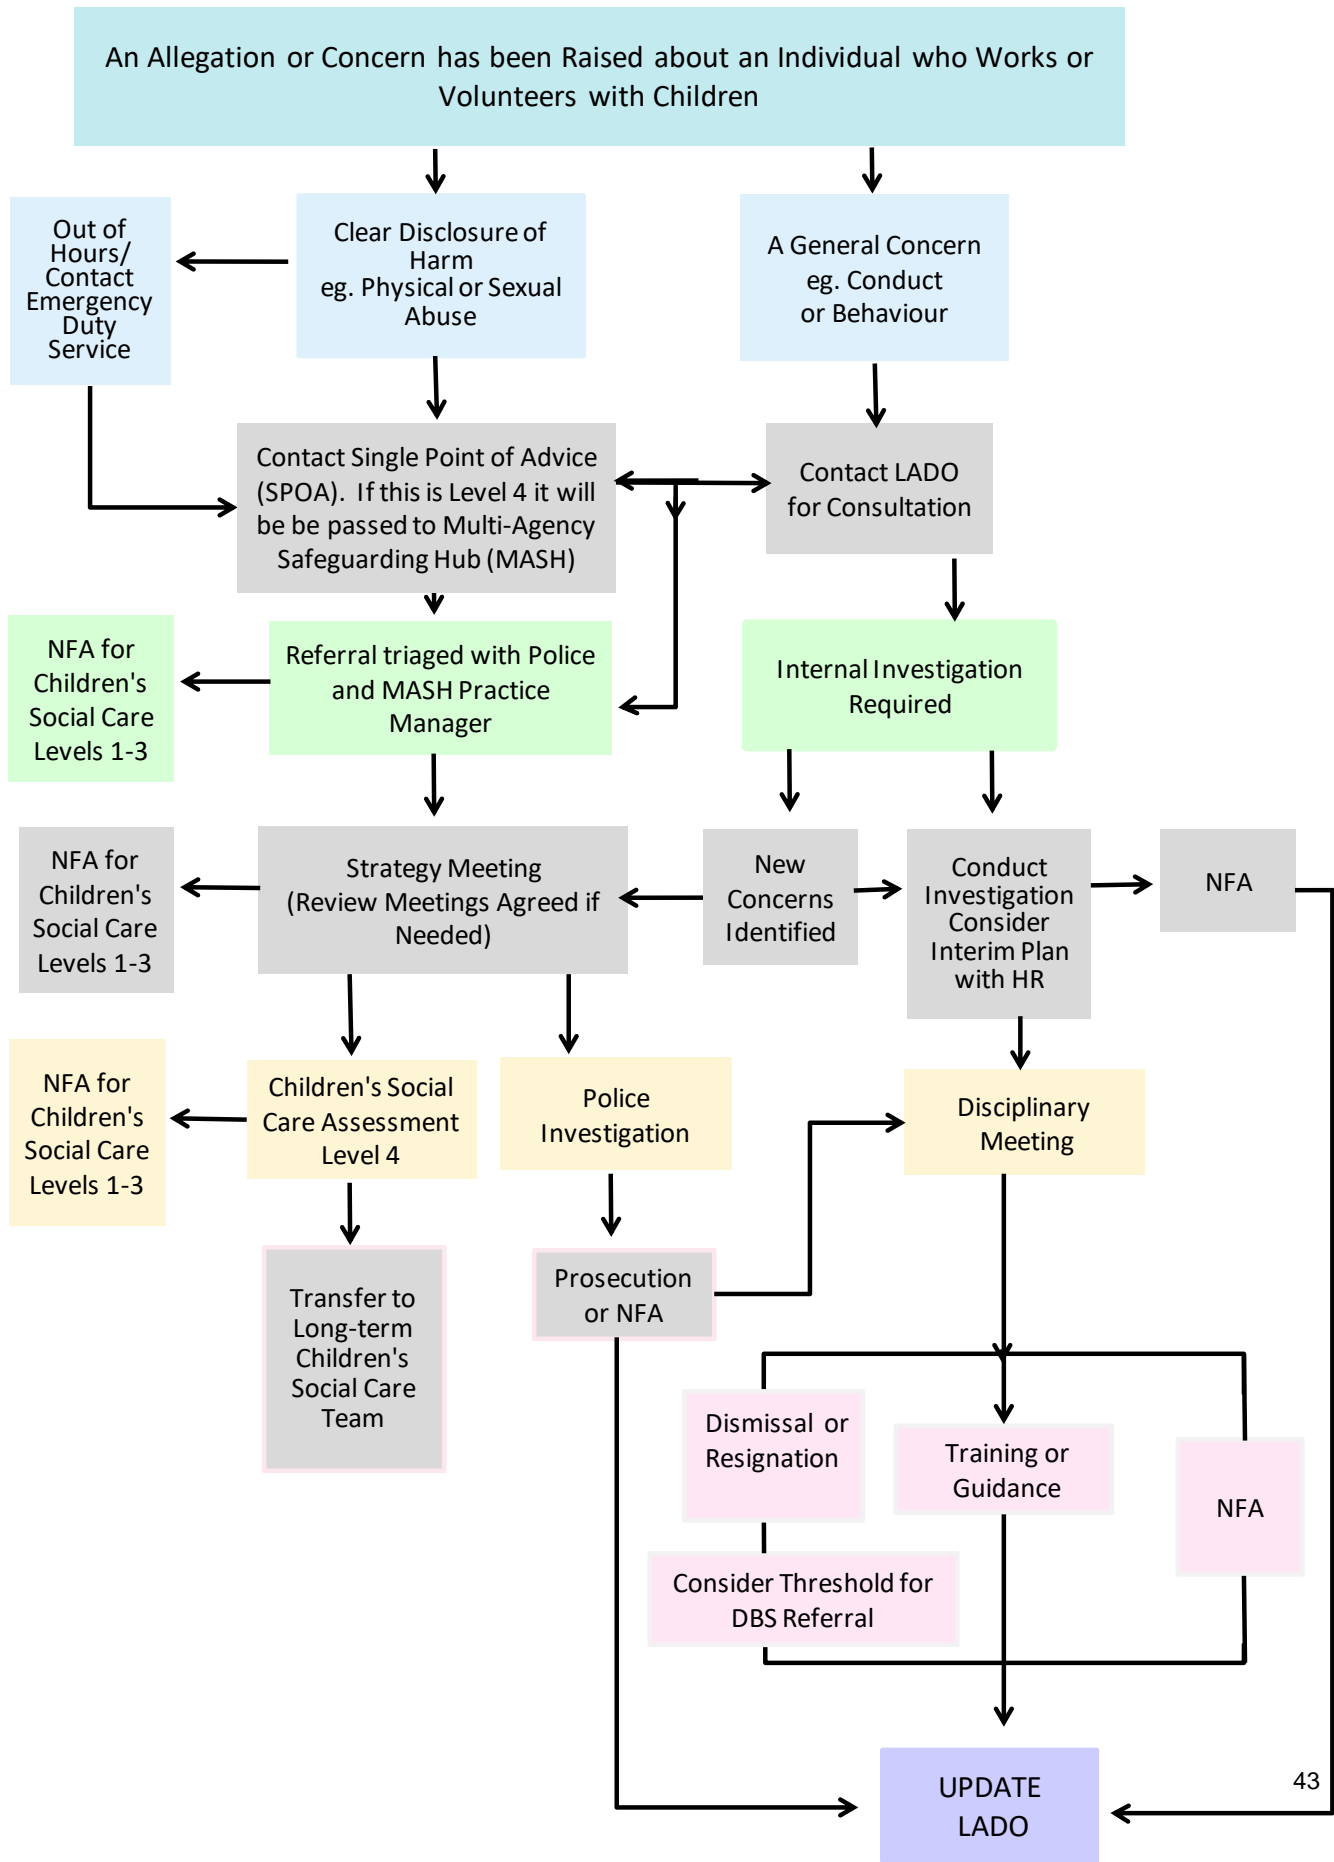 An Allegation or Concern has been Raised about an Individual who Works or
Volunteers with Children
Out of
Hours/
Contact
Emergency
Duty
Service
Clear Disclosure of
Harm
eg. Physical or Sexual
Abuse
A General Concern
eg. Conduct
or Behaviour
Contact Single Point of Advice
(SPOA). If this is Level 4 it will
be be passed to Multi-Agency
Safeguarding Hub (MASH)
Contact LADO
for Consultation
NFA for
Children's
Social Care
Levels 1-3
Referral triaged with Police
and MASH Practice
Manager
Internal Investigation
Required
NFA for
Children's
Social Care
Levels 1-3
Strategy Meeting
(Review Meetings Agreed if
Needed)
New
Concerns
Identified
Conduct
Investigation
Consider
Interim Plan
with HR
NFA
NFA for
Children's
Social Care
Levels 1-3
Children's Social
Care Assessment
Level 4
Police
Investigation
Disciplinary
Meeting
Transfer to
Long-term
Children's
Social Care
Team
Prosecution
or NFA
Dismissal or
Resignation
Training or
Guidance
NFA
Consider Threshold for
DBS Referral
UPDATE
LADO
43